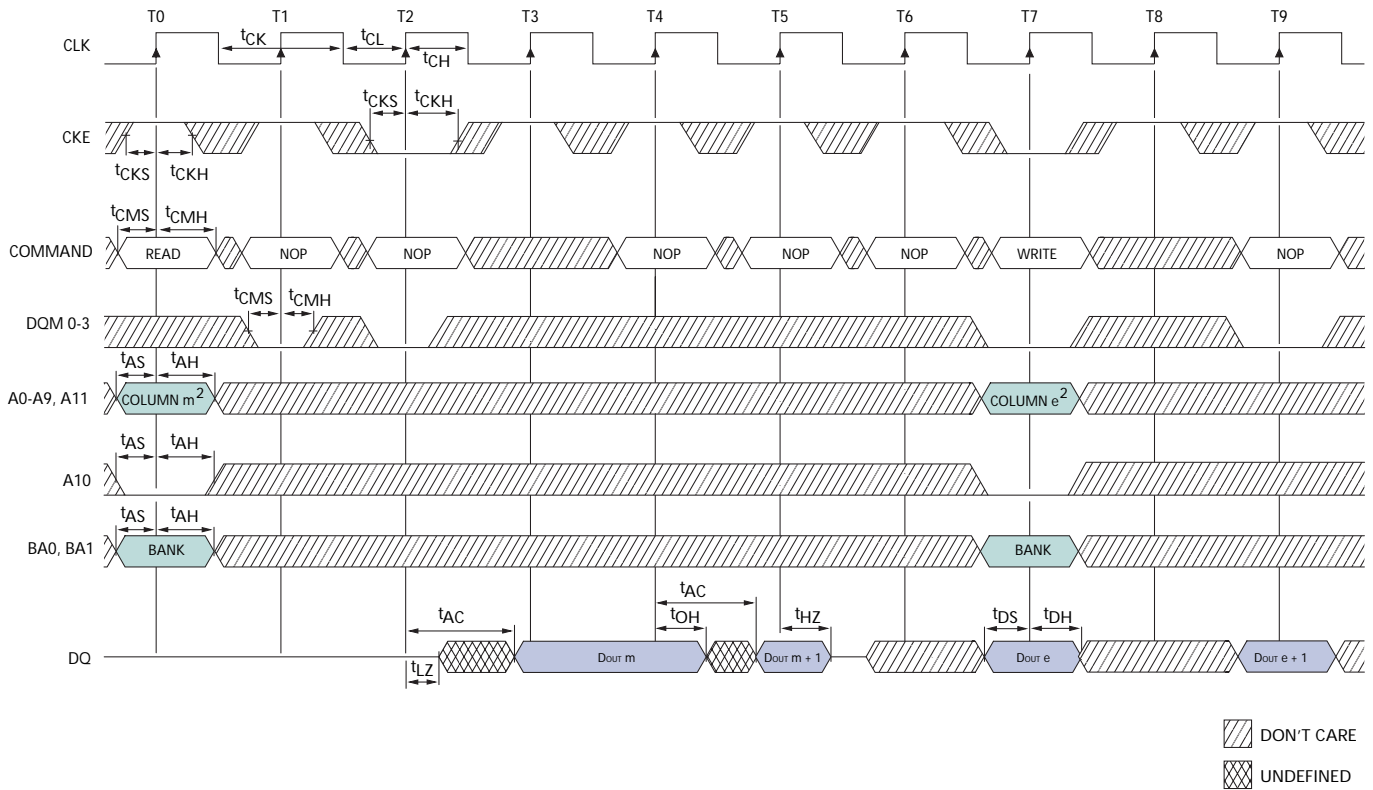 T0 T1 T2 T3 T4 T5 T6 T7 T8 T9
CLK tCK tCL tCH
tCKS tCKH
CKE
tCKS tCKH
tCMS tCMH
COMMAND READ NOP NOP NOP NOP NOP WRITE NOP
tCMS tCMH
DQM 0-3
tAS tAH
A0-A9, A11 COLUMN m2 COLUMN e2
tAS tAH
A10
tAS tAH
BA0, BA1 BANK BANK
tAC tAC tOH tHZ tDS tDH
DQ DOUT m DOUT m + 1 DOUT e DOUT e + 1
tLZ
DON'T CARE
UNDEFINED